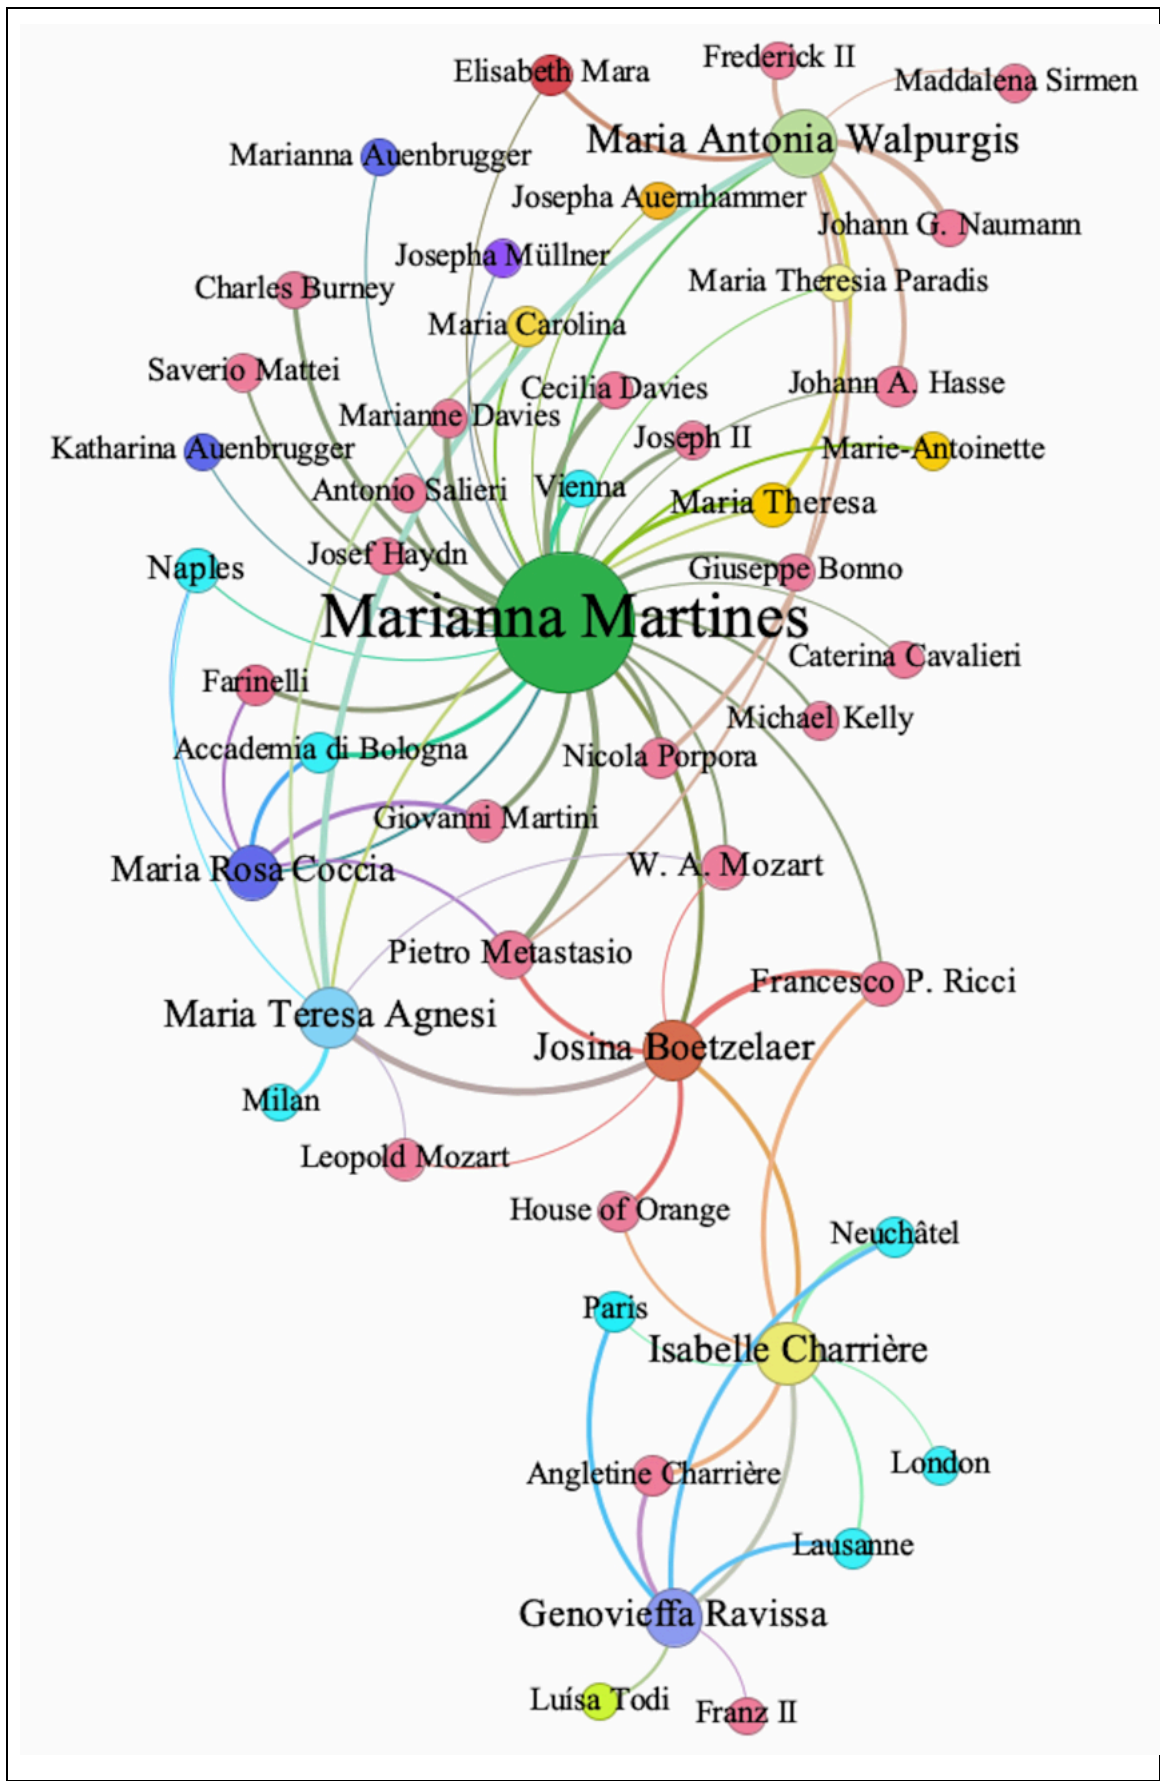 Frederick II
Elisabeth Mara
Maddalena Sirmen
Maria Antonia Walpurgis
Marianna Auenbrugger
Josepha Auernhammer
Johann G. Naumann
Josepha Müllner
Maria Theresia Paradis
Charles Burney
Maria Carolina
Saverio Mattei
Cecilia Davies
Johann A. Hasse
Marianne Davies
Joseph II
Katharina Auenbrugger
Marie-Antoinette
Antonio Salieri
Vienna
Maria Theresa
Josef Haydn
Naples
Giuseppe Bonno
Marianna Martines
Caterina Cavalieri
Farinelli
Michael Kelly
Accademia di Bologna
Nicola Porpora
Giovanni Martini
Maria Rosa Coccia
W. A. Mozart
Pietro Metastasio
Francesco P. Ricci
Maria Teresa Agnesi
Josina Boetzelaer
Milan
Leopold Mozart
House of Orange
Neuchâtel
Paris
Isabelle Charrière
London
Angletine Charrière
Lausanne
Genovieffa Ravissa
Luísa Todi
Franz II